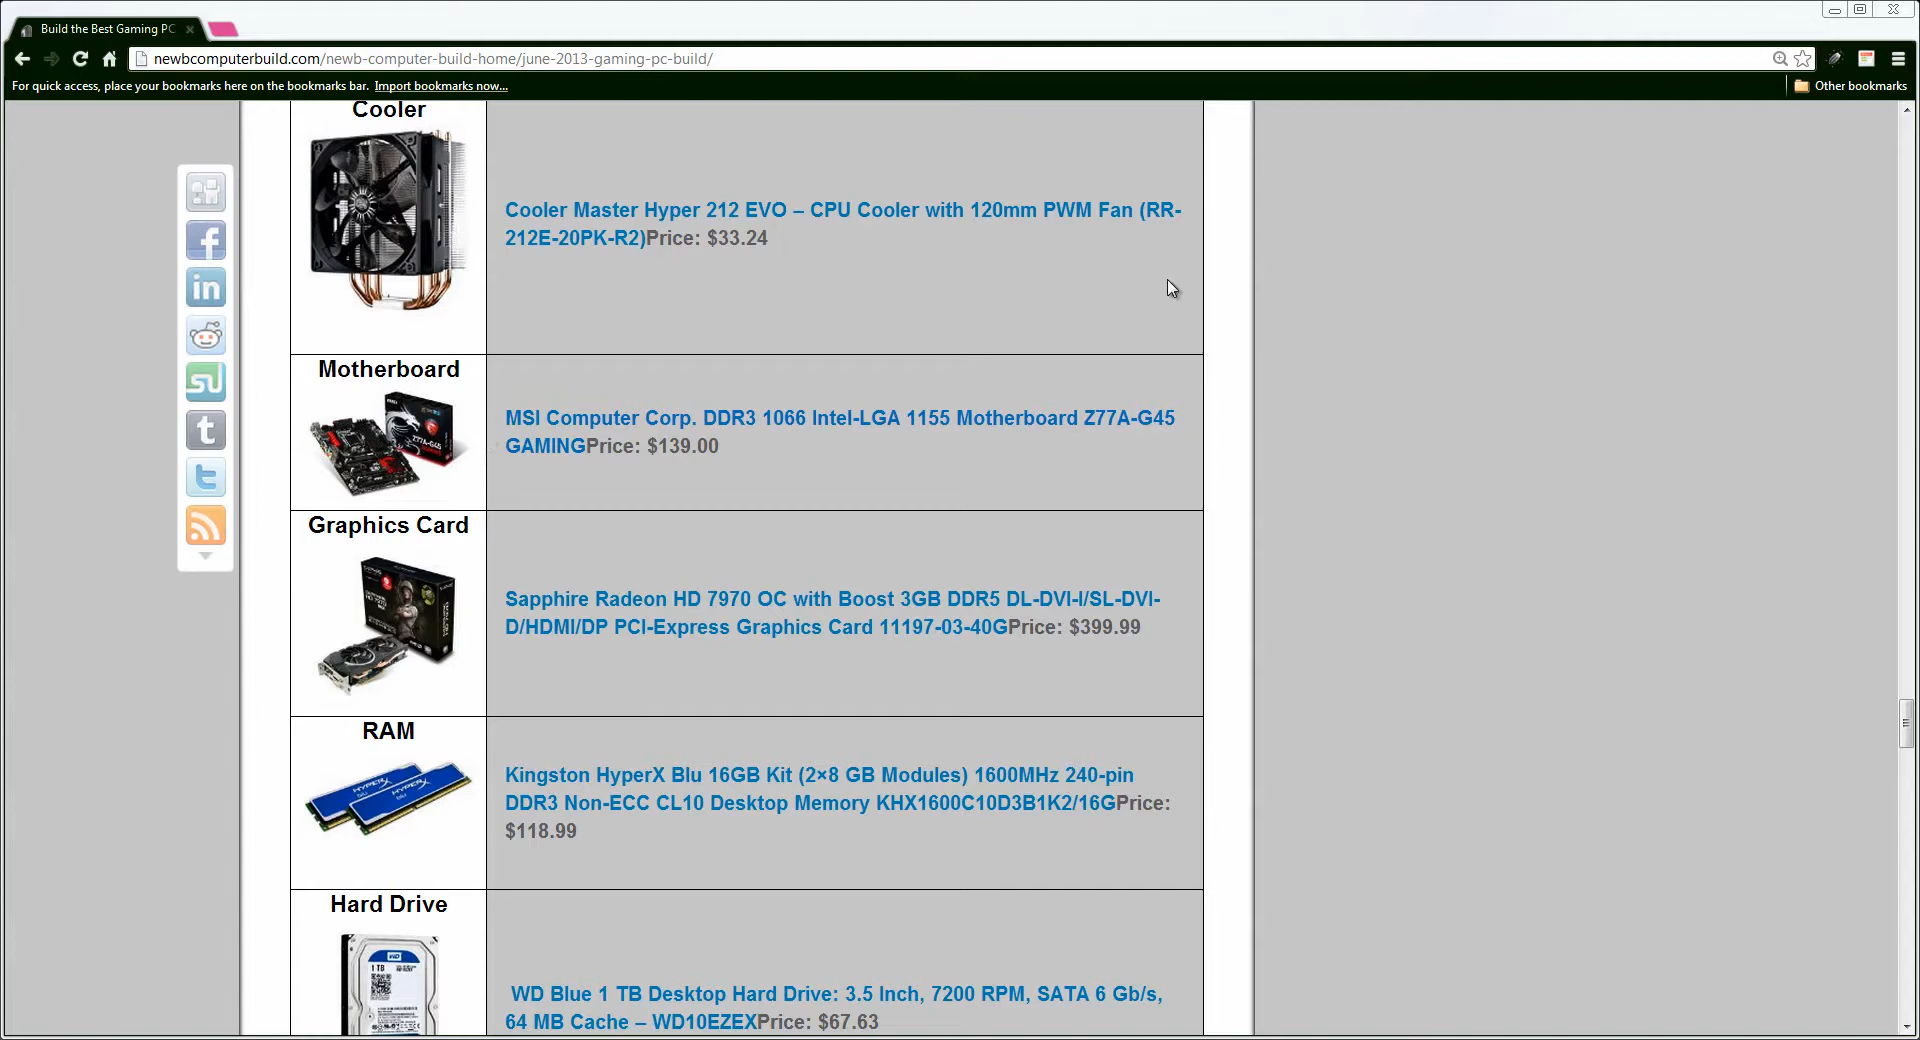 Build the Best Gaming PC
newbcomputerbuild.com/newb-computer-build-home/june-2013-gaming-pc-build/
For quick access, place your bookmarks here on the bookmarks bar. Import bookmarks now...
Other bookmarks
Cooler
Cooler Master Hyper 212 EVO – CPU Cooler with 120mm PWM Fan (RR-
212E-20PK-R2)Price: $33.24
Motherboard
Z77A-G45
MSI Computer Corp. DDR3 1066 Intel-LGA 1155 Motherboard Z77A-G45
GAMINGPrice: $139.00
Graphics Card
Sapphire Radeon HD 7970 OC with Boost 3GB DDR5 DL-DVI-I/SL-DVI-
D/HDMI/DP PCI-Express Graphics Card 11197-03-40GPrice: $399.99
RAM
HYPERX
HYPERX
Kingston HyperX Blu 16GB Kit (2×8 GB Modules) 1600MHz 240-pin
DDR3 Non-ECC CL10 Desktop Memory KHX1600C10D3B1K2/16GPrice:
$118.99
Hard Drive
WD
1 TB
WD Blue 1 TB Desktop Hard Drive: 3.5 Inch, 7200 RPM, SATA 6 Gb/s,
64 MB Cache – WD10EZEXPrice: $67.63